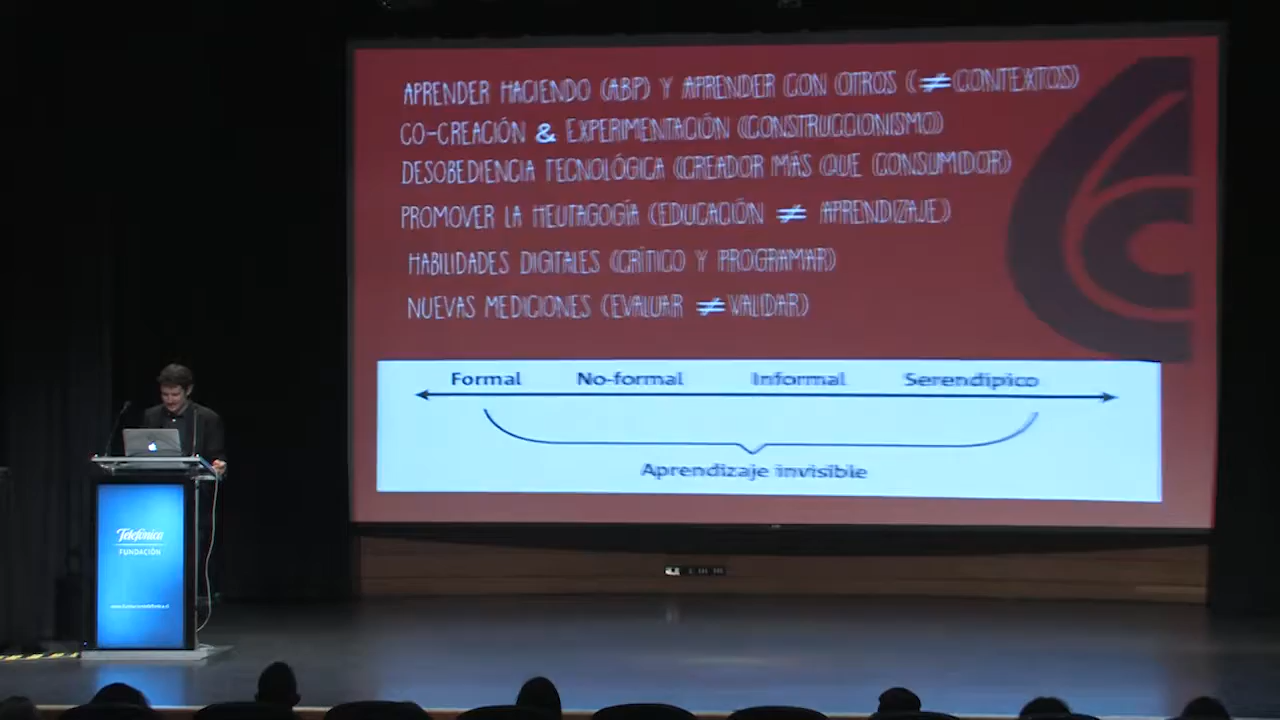 APRENDER HACIENDO (ABP) Y APRENDER CON OTROS (≠CONTEXTOS)
CO-CREACIÓN & EXPERIMENTACIÓN (CONSTRUCCIONISMO)
DESOBEDIENCIA TECNOLÓGICA (CREADOR MÁS QUE CONSUMIDOR)
PROMOVER LA HEUTAGOGÍA (EDUCACIÓN ≠ APRENDIZAJE)
HABILIDADES DIGITALES (CRÍTICO Y PROGRAMAR)
NUEVAS MEDICIONES (EVALUAR ≠VALIDAR)
Formal No-formal Informal Serendipico
Aprendizaje invisible
Telefónica
FUNDACIÓN